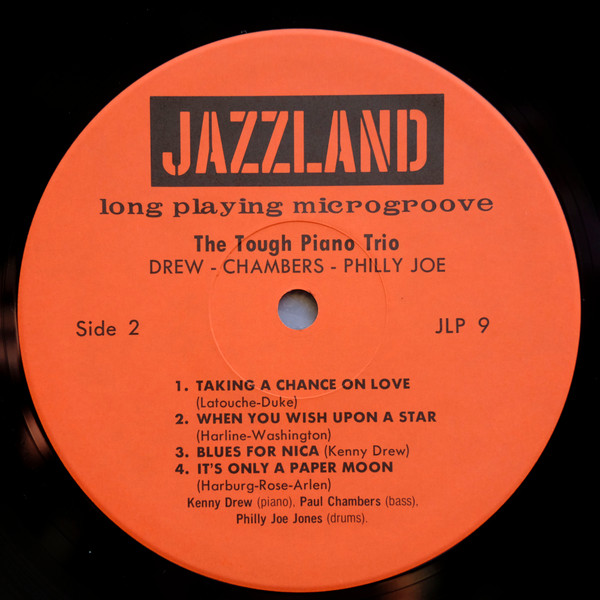 JAZZLAND
long playing microgroove
The Tough Piano Trio
DREW - CHAMBERS - PHILLY JOE
Side 2
JLP 9
1. TAKING A CHANCE ON LOVE
(Latouche-Duke)
2. WHEN YOU WISH UPON A STAR
(Harline-Washington)
3. BLUES FOR NICA (Kenny Drew)
4. IT'S ONLY A PAPER MOON
(Harburg-Rose-Arlen)
Kenny Drew (piano), Paul Chambers (bass),
Philly Joe Jones (drums).